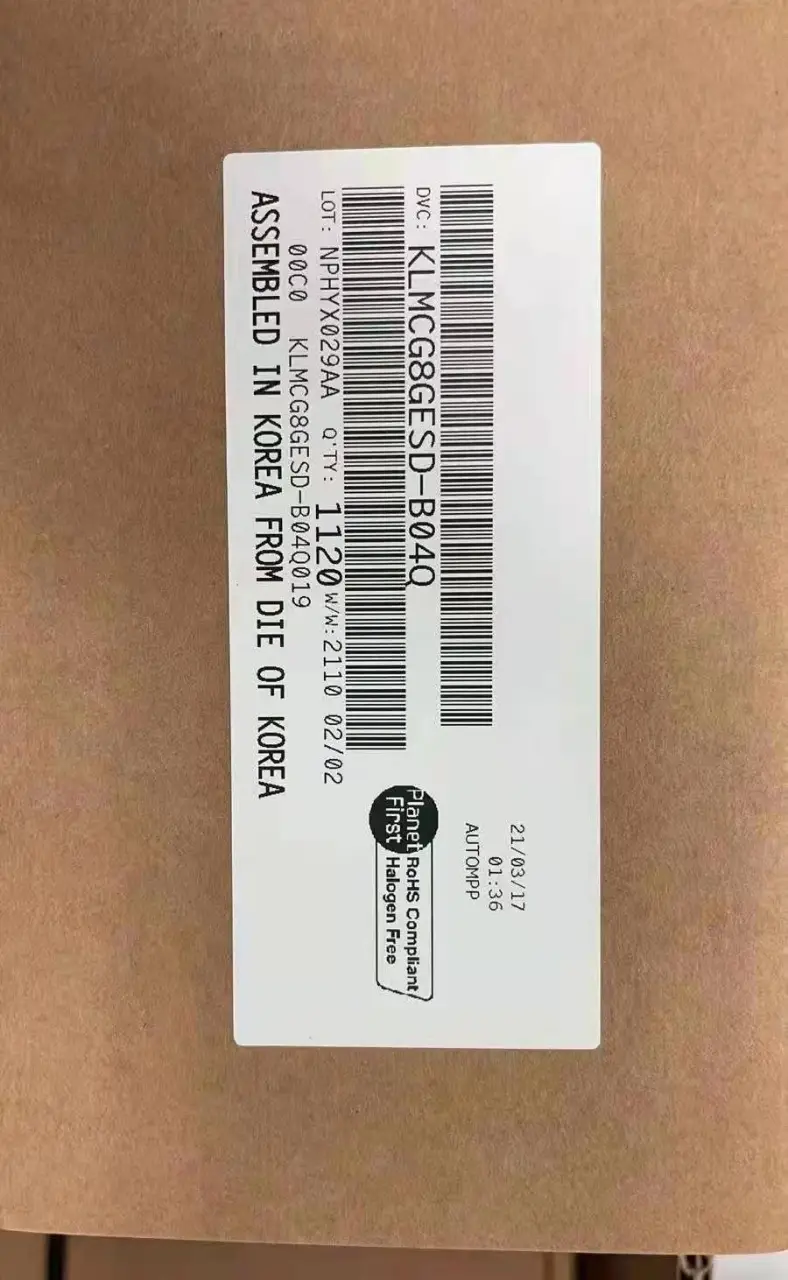 21/03/17
01:36
AUTOMPP
DVC: KLMCG8GESD-B04Q
Planet First
RoHS Compliant
Halogen Free
LOT: NPHYX029AA Q'TY: 1120 W/W:2110 02/02
00C0 KLMCG8GESD-B04Q019
ASSEMBLED IN KOREA FROM DIE OF KOREA